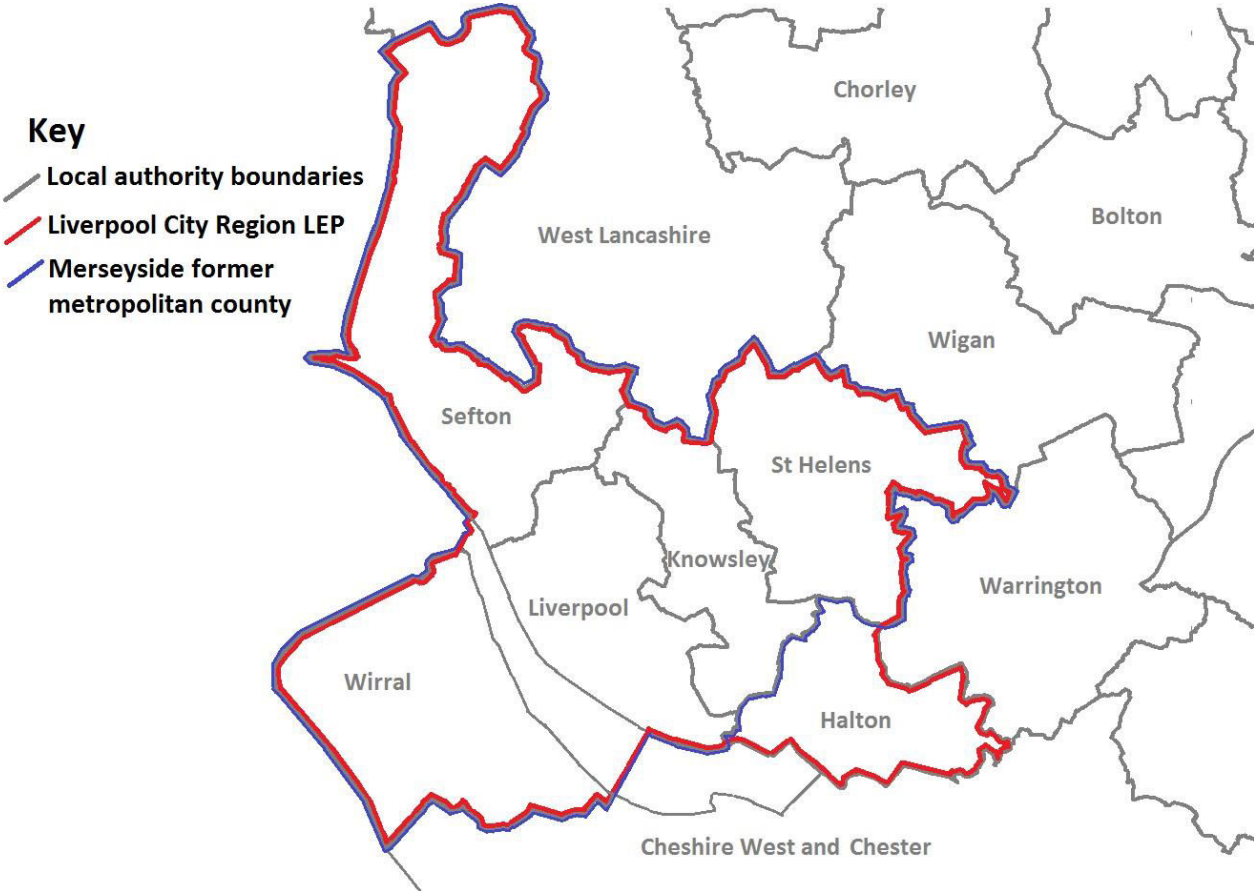 Key
Local authority boundaries
Liverpool City Region LEP
Merseyside former
metropolitan county
Chorley
Bolton
West Lancashire
Wigan
Sefton
St Helens
Knowsley
Warrington
Liverpool
Wirral
Halton
Cheshire West and Chester